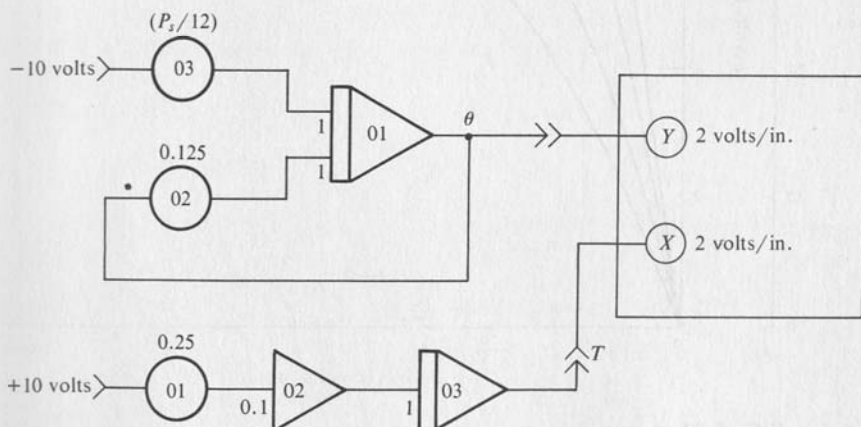 (Ps/12)
−10 volts
03
1
01
θ
Y
2 volts/in.
0.125
1
02
X
2 volts/in.
0.25
T
+10 volts
01
0.1
02
1
03